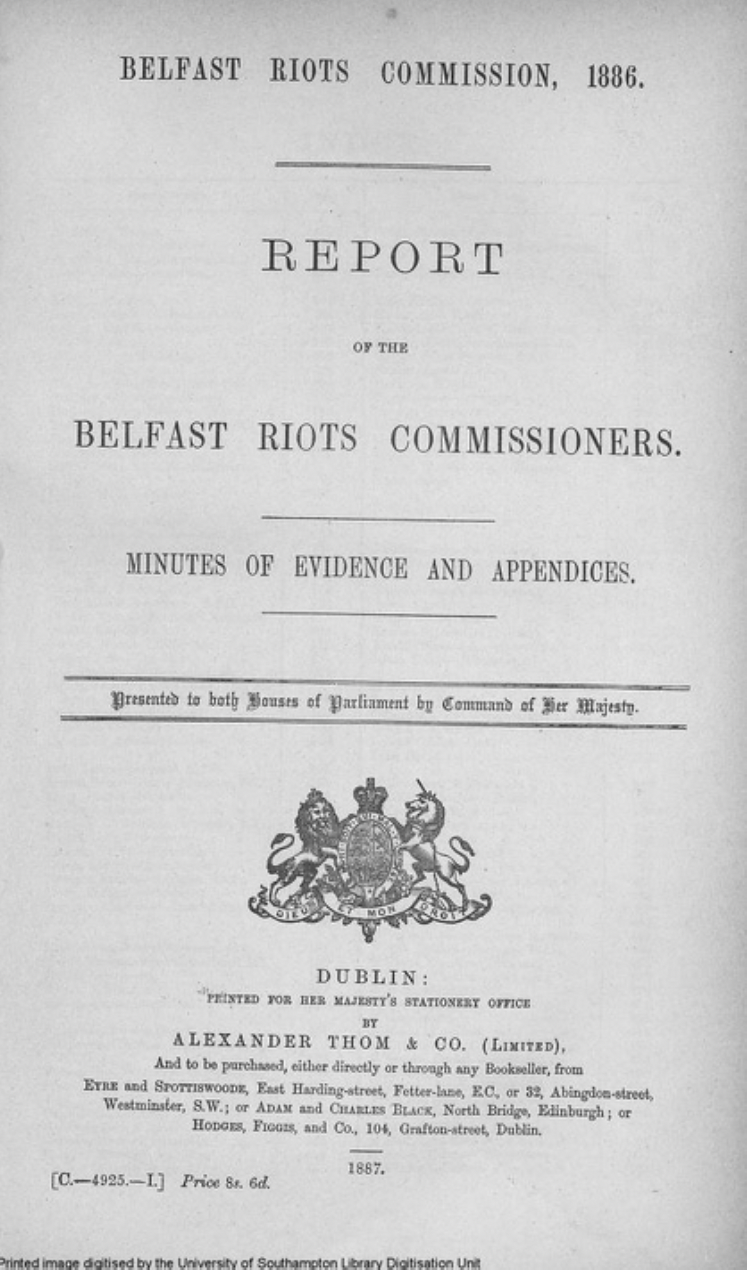 BELFAST RIOTS COMMISSION, 1886.
REPORT
OF THE
BELFAST RIOTS COMMISSIONERS.
MINUTES OF EVIDENCE AND APPENDICES.
Presented to both Houses of Parliament by Command of Her Majesty.
DIEU ET MON DROIT
DUBLIN:
PRINTED FOR HER MAJESTY'S STATIONERY OFFICE
BY
ALEXANDER THOM & CO. (LIMITED),
And to be purchased, either directly or through any Bookseller, from
EYRE and SPOTTISWOODE, East Harding-street, Fetter-lane, E.C., or 32, Abingdon-street,
Westminster, S.W.; or ADAM and CHARLES BLACK, North Bridge, Edinburgh; or
HODGES, FIGGIS, and Co., 104, Grafton-street, Dublin.
1887.
[C.—4925.—I.] Price 8s. 6d.
Printed image digitised by the University of Southampton Library Digitisation Unit